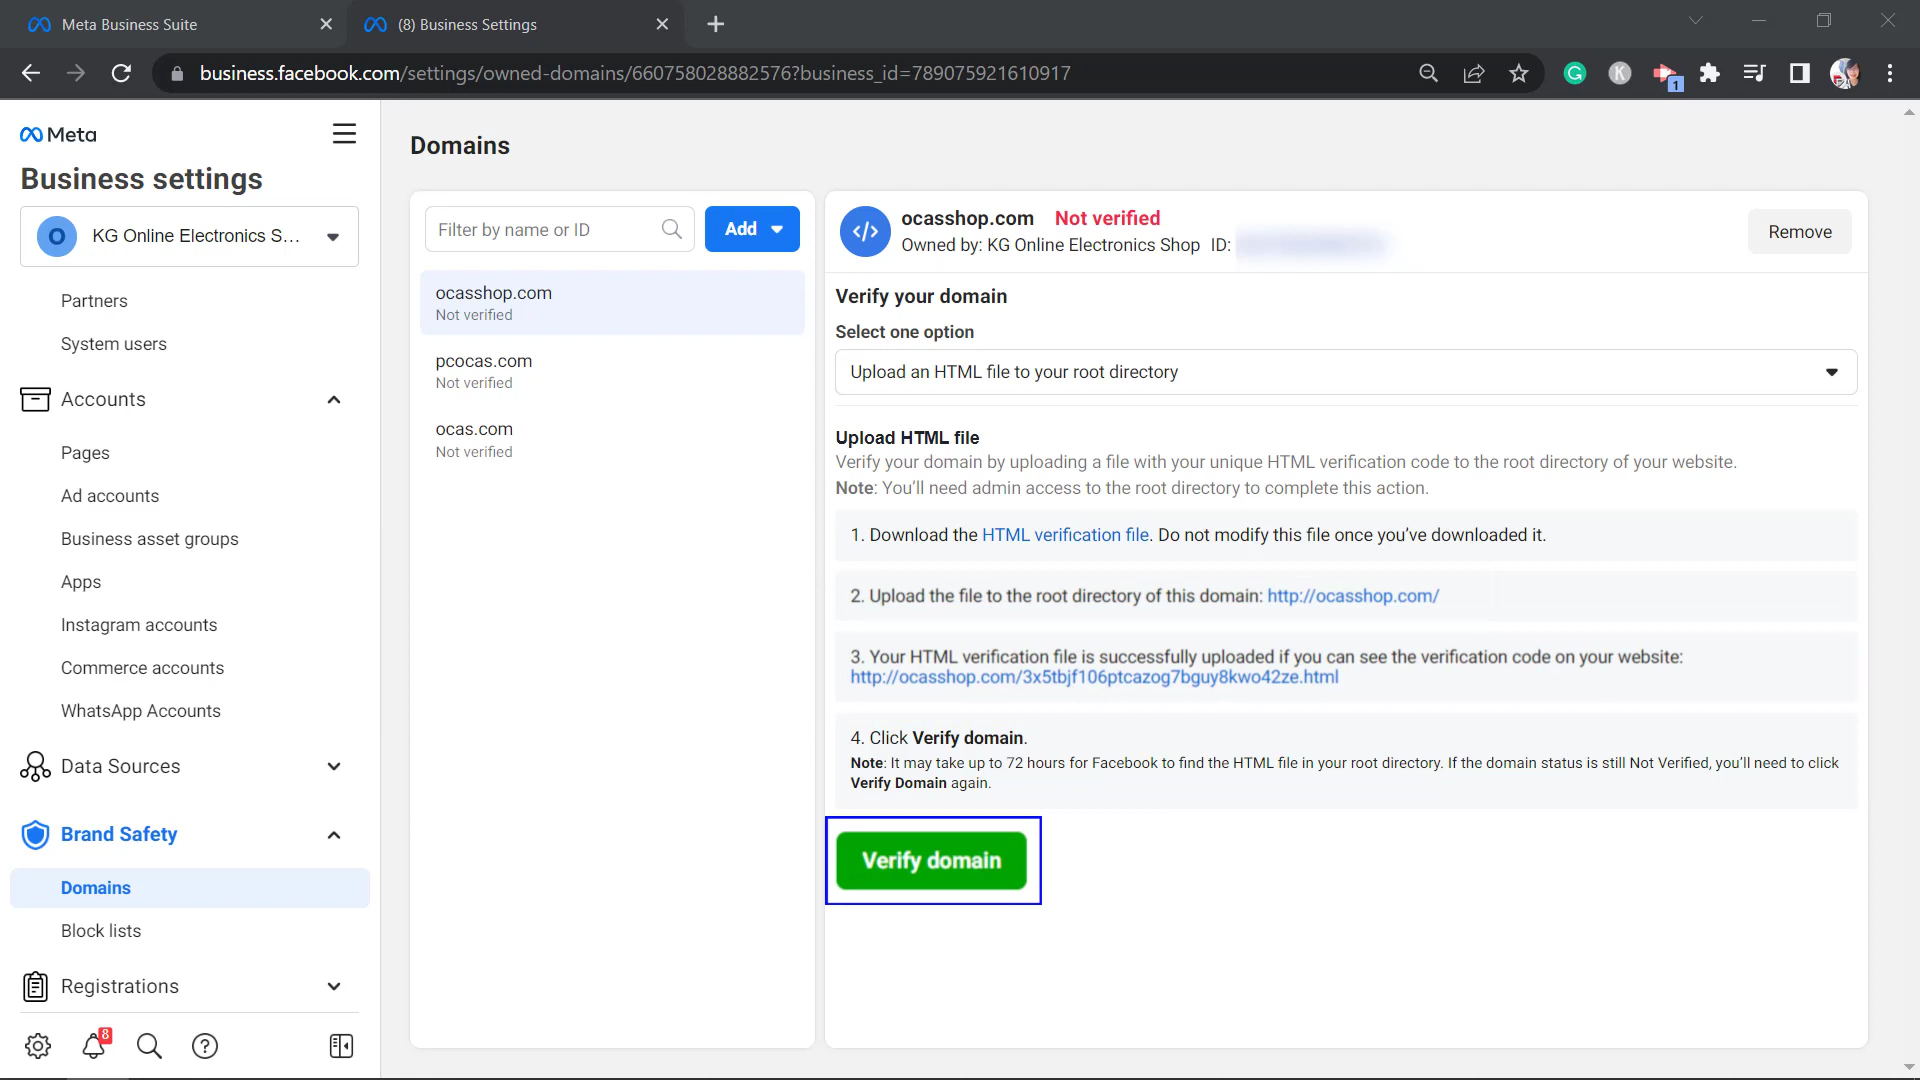 Meta Business Suite
(8) Business Settings
business.facebook.com/settings/owned-domains/660758028882576?business_id=789075921610917
1
Meta
Business settings
O
KG Online Electronics S...
Partners
System users
Accounts
Pages
Ad accounts
Business asset groups
Apps
Instagram accounts
Commerce accounts
WhatsApp Accounts
Data Sources
Brand Safety
Domains
Block lists
Registrations
8
Domains
Filter by name or ID
Add
ocasshop.com
Not verified
pcocas.com
Not verified
ocas.com
Not verified
ocasshop.com Not verified
Owned by: KG Online Electronics Shop ID:
Remove
Verify your domain
Select one option
Upload an HTML file to your root directory
Upload HTML file
Verify your domain by uploading a file with your unique HTML verification code to the root directory of your website.
Note: You’ll need admin access to the root directory to complete this action.
1. Download the HTML verification file. Do not modify this file once you’ve downloaded it.
2. Upload the file to the root directory of this domain: http://ocasshop.com/
3. Your HTML verification file is successfully uploaded if you can see the verification code on your website:
http://ocasshop.com/3x5tbjf106ptcazog7bguy8kwo42ze.html
4. Click Verify domain.
Note: It may take up to 72 hours for Facebook to find the HTML file in your root directory. If the domain status is still Not Verified, you’ll need to click
Verify Domain again.
Verify domain